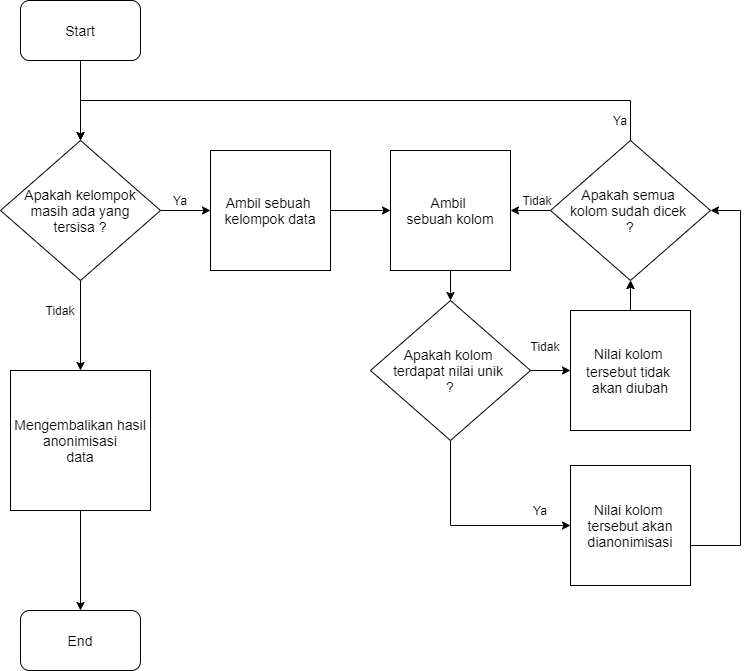 Start
Ya
Apakah kelompok
masih ada yang
tersisa ?
Ya
Ambil sebuah
kelompok data
Ambil
sebuah kolom
Tidak
Apakah semua
kolom sudah dicek
?
Tidak
Apakah kolom
terdapat nilai unik
?
Tidak
Nilai kolom
tersebut tidak
akan diubah
Mengembalikan hasil
anonimisasi
data
Ya
Nilai kolom
tersebut akan
dianonimisasi
End